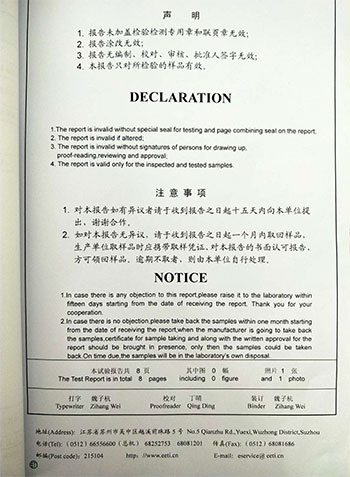 声 明
1. 报告未加盖检验检测专用章和联页章无效;
2. 报告涂改无效;
3. 报告无编制、校对、审核、批准人签字无效;
4. 本报告只对所检验的样品有效。
DECLARATION
1.The report is invalid without special seal for testing and page combining seal on the report;
2. The report is invalid if altered;
3. The report is invalid without signatures of persons for drawing up,
proof-reading,reviewing and approval;
4. The report is valid only for the inspected and tested samples.
注 意 事 项
1. 对本报告如有异议者请于收到报告之日起十五天内向本单位提
出，谢谢合作。
2. 如对本报告无异议，请于收到报告之日起一个月内取回样品，
生产单位取样品时应携带取样凭证，对本报告的书面认可报告，
方可领回样品。逾期不取者，则由本单位自行处理。
NOTICE
1.In case there is any objection to this report,please raise it to the laboratory within
fifteen days starting from the date of receiving the report. Thank you for your
cooperation.
2.In case there is no objection,please take back the samples within one month starting
from the date of receiving the report,when the manufacturer is going to take back
the samples,certificate for sample taking and along with the written approval for the
report should be brought in presence, only then the samples could be taken
back.On time due,the samples will be in the laboratory's own disposal.
本试验报告共 8 页 其中图 0 幅 照片 1 张
The Test Report is in total 8 pages including 0 figure and 1 photo
打字 魏子杭 校对 丁晴 装订 魏子杭
Typewriter Zihang Wei Proofreader Qing Ding Binder Zihang Wei
地址(Address): 江苏省苏州市吴中区越溪前珠路 5 号 No.5 Qianzhu Rd.,Yuexi,Wuzhong District,Suzhou
电话(Tel): (0512) 66556600 (总机) 68252753 68081201 传真(Fax): (0512) 68081686
邮编(Post code): 215104 http://www.eeti.cn E-mail: eservice@eeti.cn